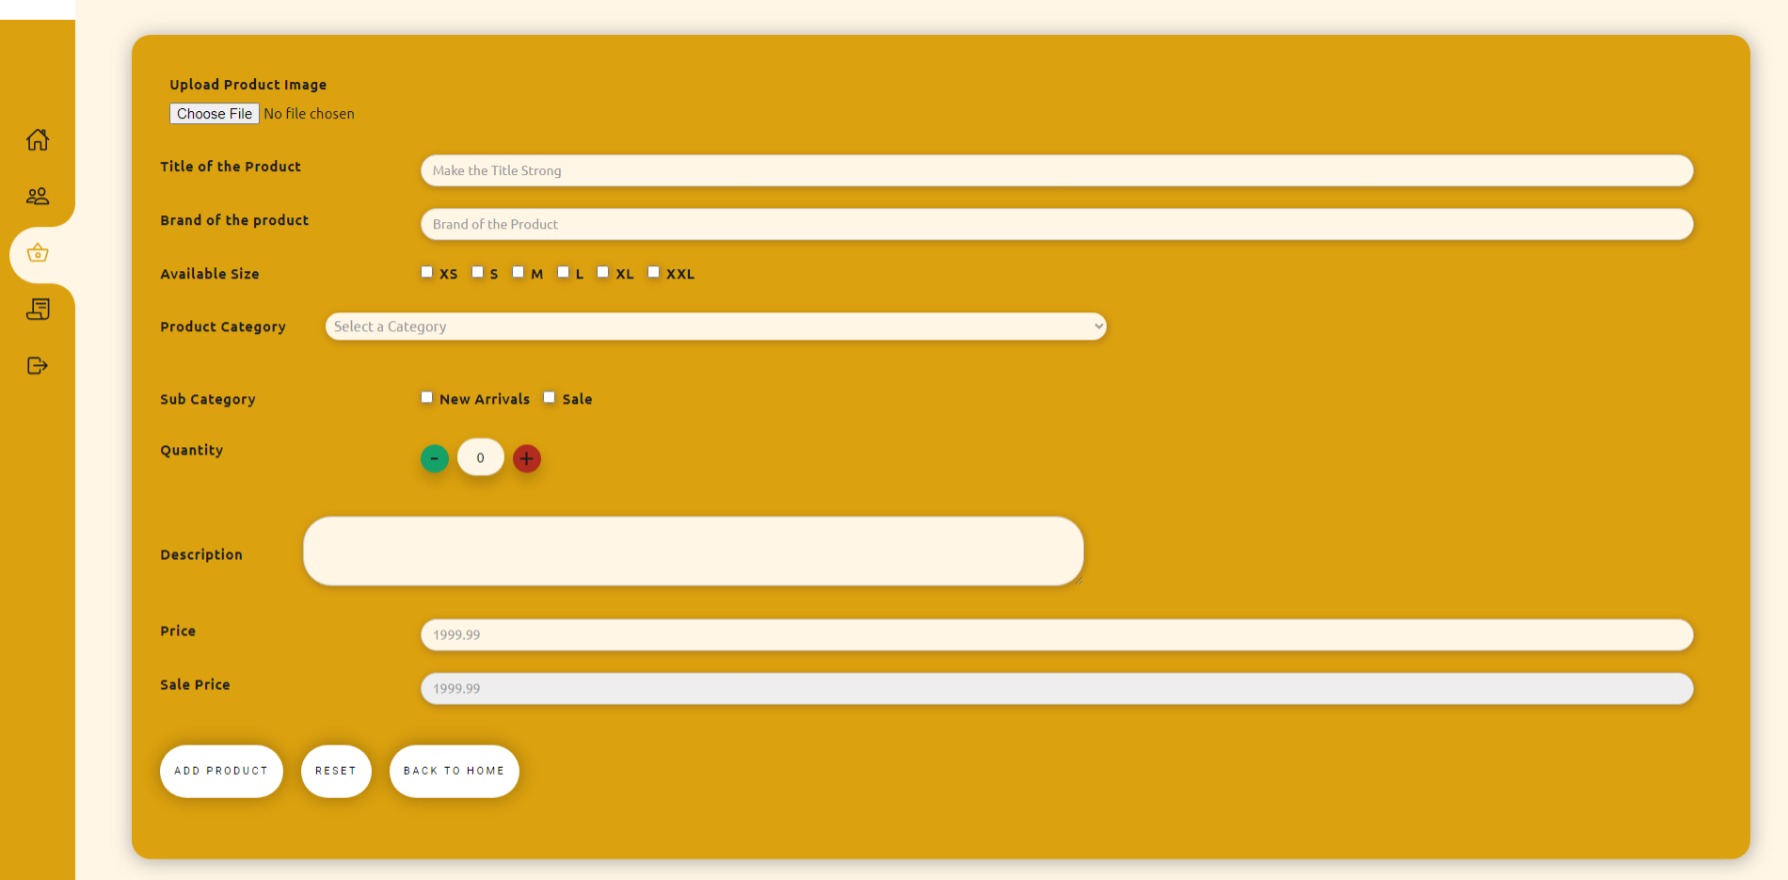 Upload Product Image
Choose File No file chosen
Title of the Product Make the Title Strong
Brand of the product Brand of the Product
Available Size XS S M L XL XXL
Product Category Select a Category
Sub Category New Arrivals Sale
Quantity - 0 +
Description
Price 1999.99
Sale Price 1999.99
ADD PRODUCT RESET BACK TO HOME